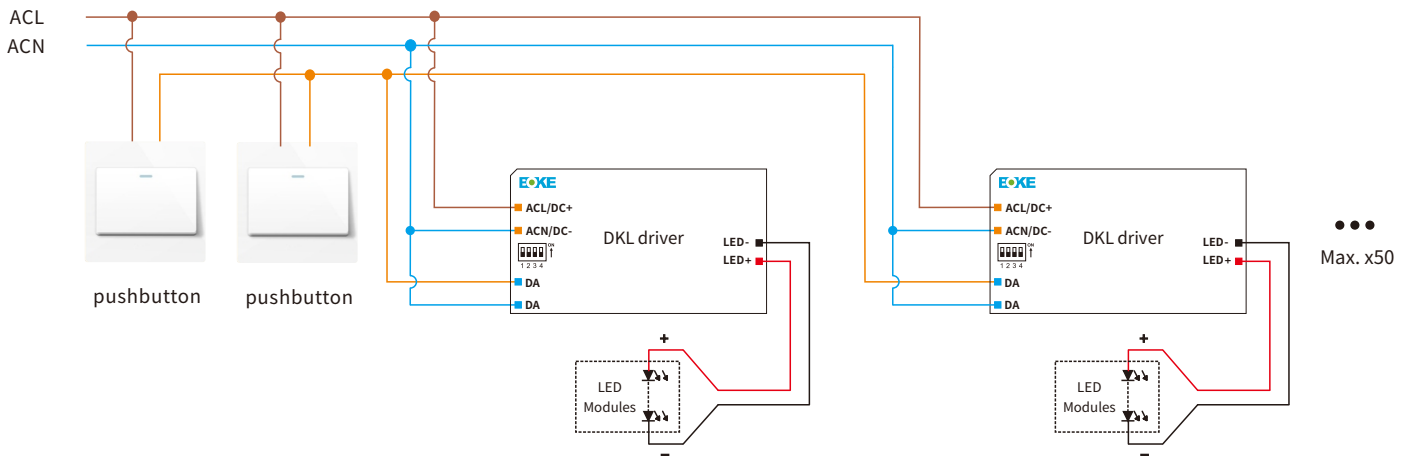 ACL
ACN
pushbutton
pushbutton
EOKE
ACL/DC+
ACN/DC-
ON
1 2 3 4
DA
DA
DKL driver
LED-
LED+
+
LED
Modules
-
EOKE
ACL/DC+
ACN/DC-
ON
1 2 3 4
DA
DA
DKL driver
LED-
LED+
+
LED
Modules
-
•••
Max. x50